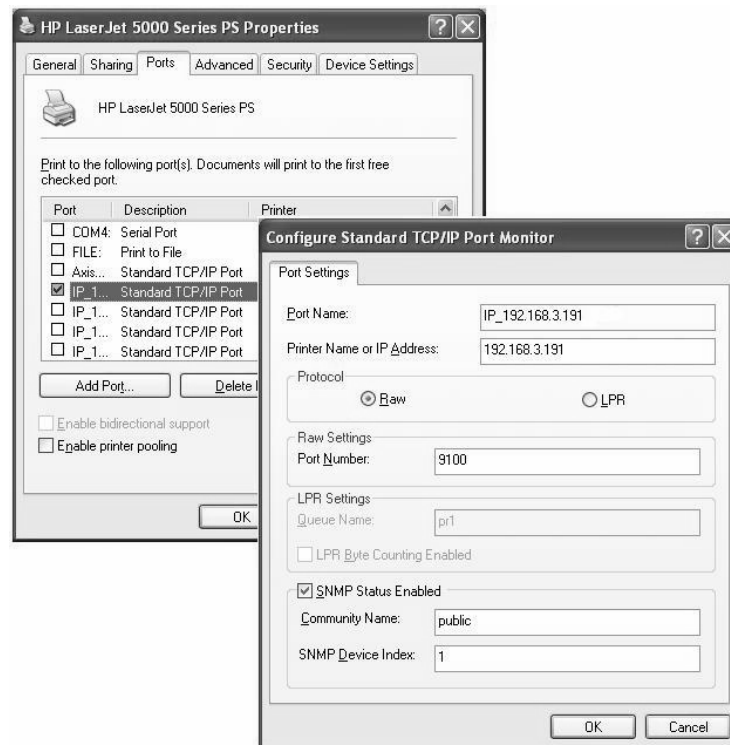 HP LaserJet 5000 Series PS Properties
General Sharing Ports Advanced Security Device Settings
HP LaserJet 5000 Series PS
Print to the following port(s). Documents will print to the first free
checked port.
Port Description Printer
COM4: Serial Port
FILE: Print to File
Axis... Standard TCP/IP Port
IP_1... Standard TCP/IP Port
IP_1... Standard TCP/IP Port
IP_1... Standard TCP/IP Port
IP_1... Standard TCP/IP Port
Add Port... Delete
Enable bidirectional support
Enable printer pooling
OK
Configure Standard TCP/IP Port Monitor
Port Settings
Port Name: IP_192.168.3.191
Printer Name or IP Address: 192.168.3.191
Protocol
Raw LPR
Raw Settings
Port Number: 9100
LPR Settings
Queue Name: pr1
LPR Byte Counting Enabled
SNMP Status Enabled
Community Name: public
SNMP Device Index: 1
OK Cancel